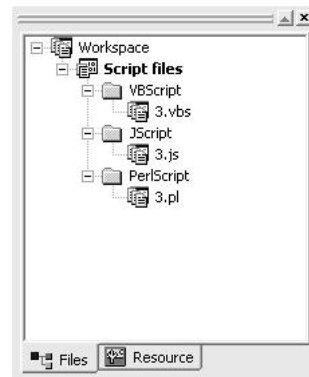 Workspace
Script files
VBScript
3.vbs
JScript
3.js
PerlScript
3.pl
Files
Resource